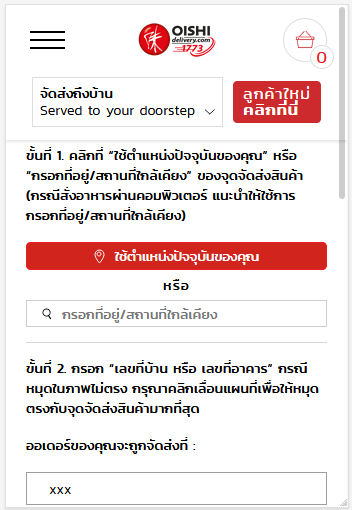 OISHI
delivery.com
1773
0
จัดส่งถึงบ้าน
Served to your doorstep
ลูกค้าใหม่
คลิกที่นี่
ขั้นที่ 1. คลิกที่ "ใช้ตำแหน่งปัจจุบันของคุณ" หรือ
"กรอกที่อยู่/สถานที่ใกล้เคียง" ของจุดจัดส่งสินค้า
(กรณีสั่งอาหารผ่านคอมพิวเตอร์ แนะนำให้ใช้การ
กรอกที่อยู่/สถานที่ใกล้เคียง)
ใช้ตำแหน่งปัจจุบันของคุณ
หรือ
กรอกที่อยู่/สถานที่ใกล้เคียง
ขั้นที่ 2. กรอก "เลขที่บ้าน หรือ เลขที่อาคาร" กรณี
หมุดในภาพไม่ตรง กรุณาคลิกเลื่อนแผนที่เพื่อให้หมุด
ตรงกับจุดจัดส่งสินค้ามากที่สุด
ออเดอร์ของคุณจะถูกจัดส่งที่ :
xxx